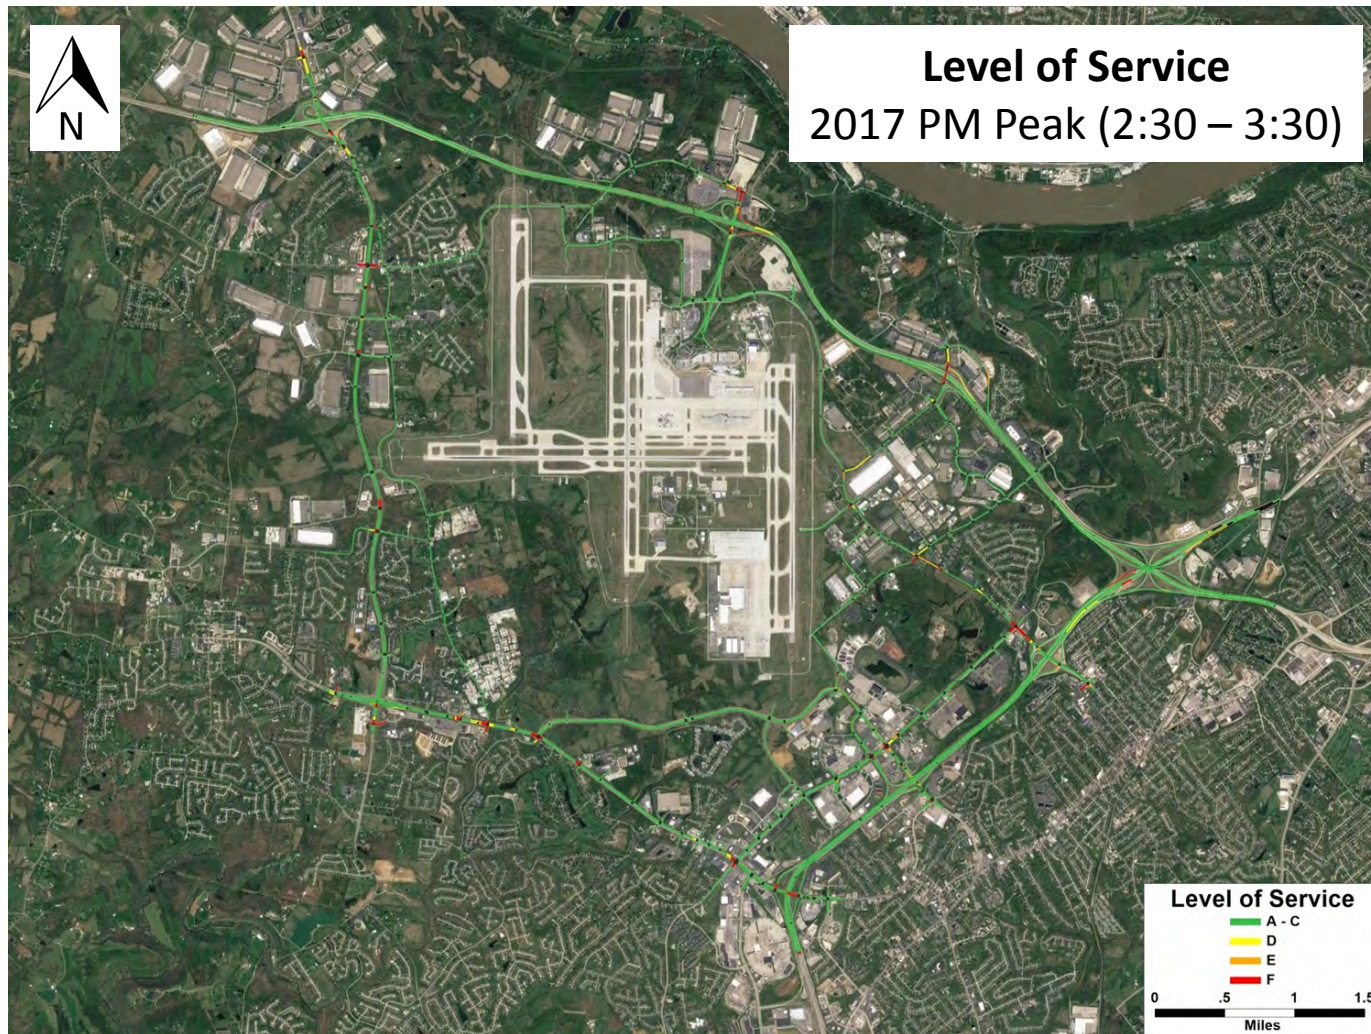 N
Level of Service
2017 PM Peak (2:30 – 3:30)
Level of Service
A - C
D
E
F
0 .5 1 1.5
Miles